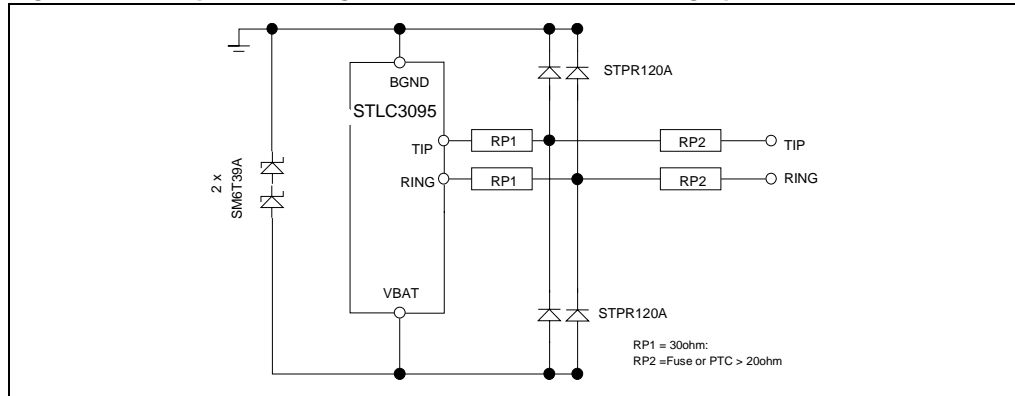 BGND
STPR120A
STLC3095
TIP
RP1
RP2
TIP
RING
RP1
RP2
RING
2 x
SM6T39A
VBAT
STPR120A
RP1 = 30ohm:
RP2 =Fuse or PTC > 20ohm